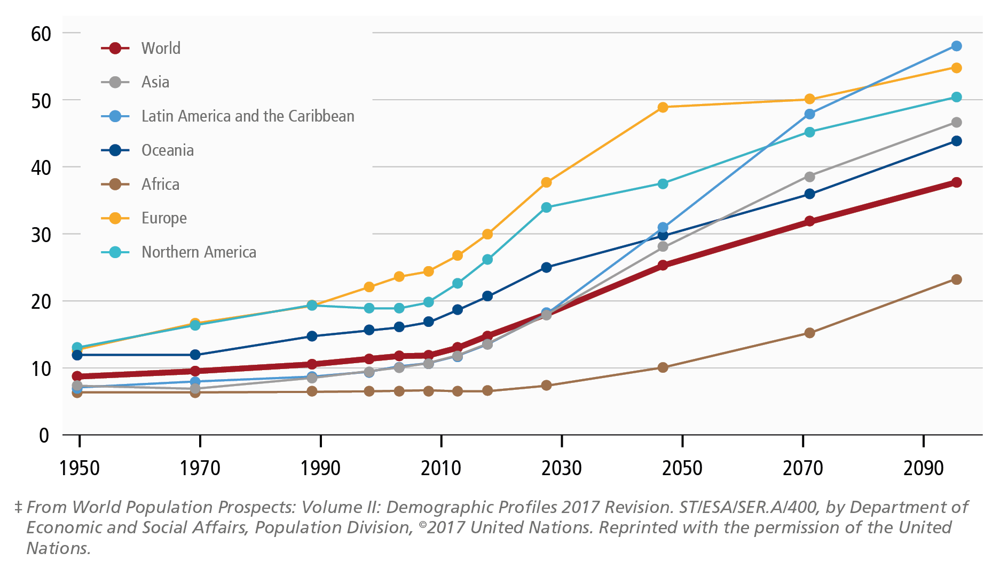 60
50
40
30
20
10
0
World
Asia
Latin America and the Caribbean
Oceania
Africa
Europe
Northern America
1950 1970 1990 2010 2030 2050 2070 2090
‡ From World Population Prospects: Volume II: Demographic Profiles 2017 Revision. ST/ESA/SER.A/400, by Department of
Economic and Social Affairs, Population Division, ©2017 United Nations. Reprinted with the permission of the United
Nations.